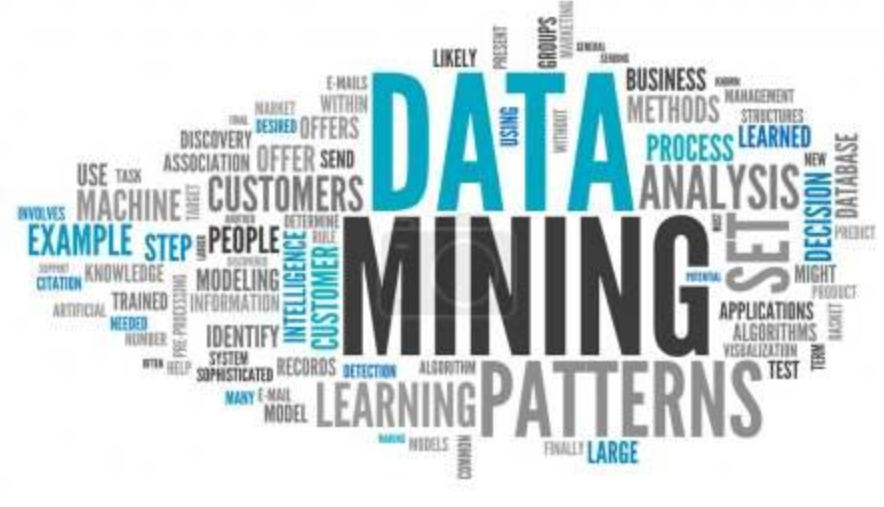 LIKELY
PRESENT
GROUPS
MARKETING
GENERAL
E-MAILS
DATA
BUSINESS
KNOWN
MANAGEMENT
WITHIN
MARKET
USING
WITHOUT
METHODS
STRUCTURES
DESIRED
OFFERS
LEARNED
DISCOVERY
PROCESS
DATABASE
ASSOCIATION
OFFER
SEND
NEW
USE
TASK
ANALYSIS
DECISION
MACHINE
TARGET
CUSTOMERS
INVOLVES
ANOTHER
DETERMINE
MINING
MUST
SET
PREDICT
EXAMPLE
STEP
LARGER
PEOPLE
INTELLIGENCE
RULE
CUSTOMER
DISCOVERED
SUPPORT
KNOWLEDGE
MODELING
POTENTIAL
MIGHT
CITATION
PRODUCT
ARTIFICIAL
TRAINED
PRE-PROCESSING
INFORMATION
APPLICATIONS
BASKET
NEEDED
IDENTIFY
ALGORITHMS
NUMBER
VISUALIZATION
TERM
OFTEN
HELP
SYSTEM
SOPHISTICATED
RECORDS
DETECTION
ALGORITHM
PATTERNS
TEST
MANY
E-MAIL
MODEL
LEARNING
MAKING
MODELS
COMMON
FINALLY
LARGE